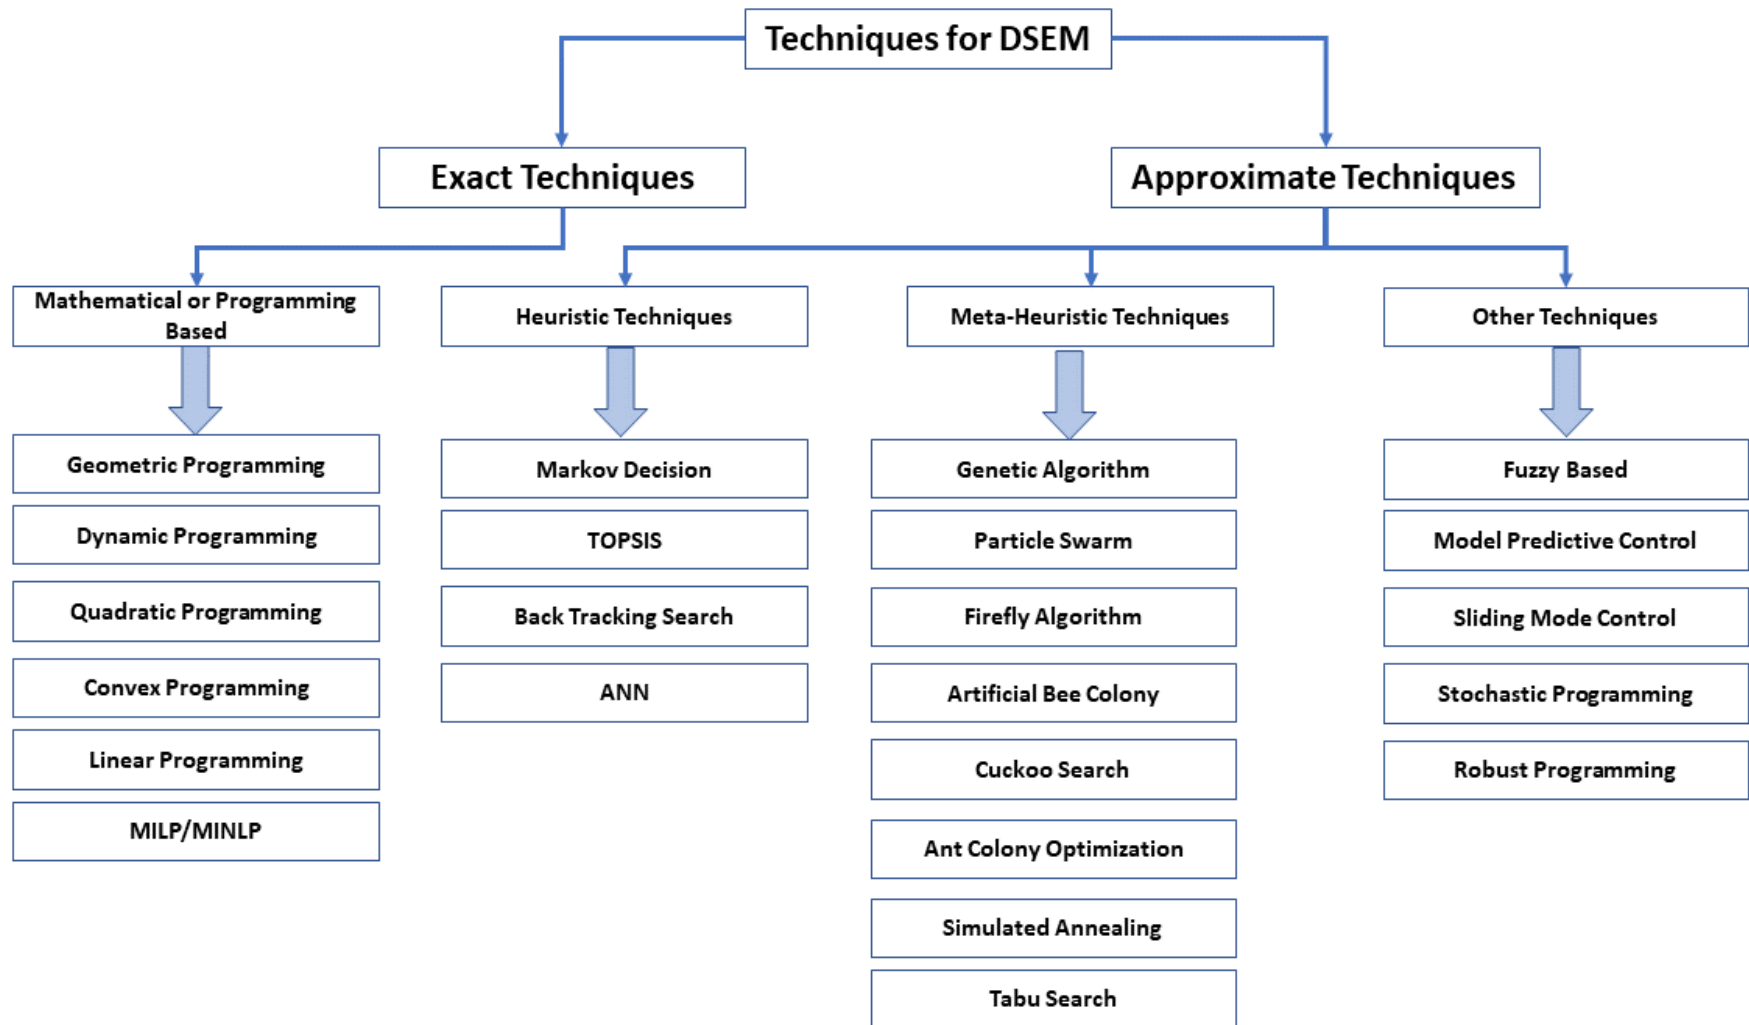 Techniques for DSEM
Exact Techniques
Approximate Techniques
Mathematical or Programming
Based
Heuristic Techniques
Meta-Heuristic Techniques
Other Techniques
Geometric Programming
Dynamic Programming
Quadratic Programming
Convex Programming
Linear Programming
MILP/MINLP
Markov Decision
TOPSIS
Back Tracking Search
ANN
Genetic Algorithm
Particle Swarm
Firefly Algorithm
Artificial Bee Colony
Cuckoo Search
Ant Colony Optimization
Simulated Annealing
Tabu Search
Fuzzy Based
Model Predictive Control
Sliding Mode Control
Stochastic Programming
Robust Programming